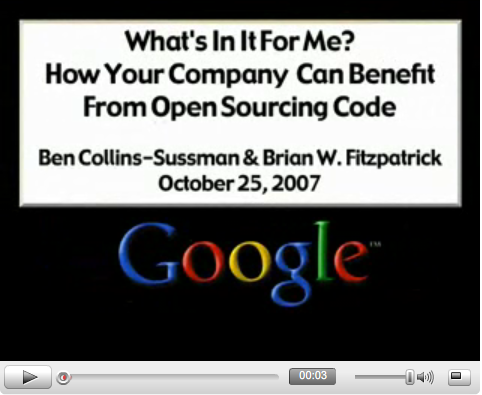 What's In It For Me?
How Your Company Can Benefit
From Open Sourcing Code
Ben Collins-Sussman & Brian W. Fitzpatrick
October 25, 2007
Google™
00:03